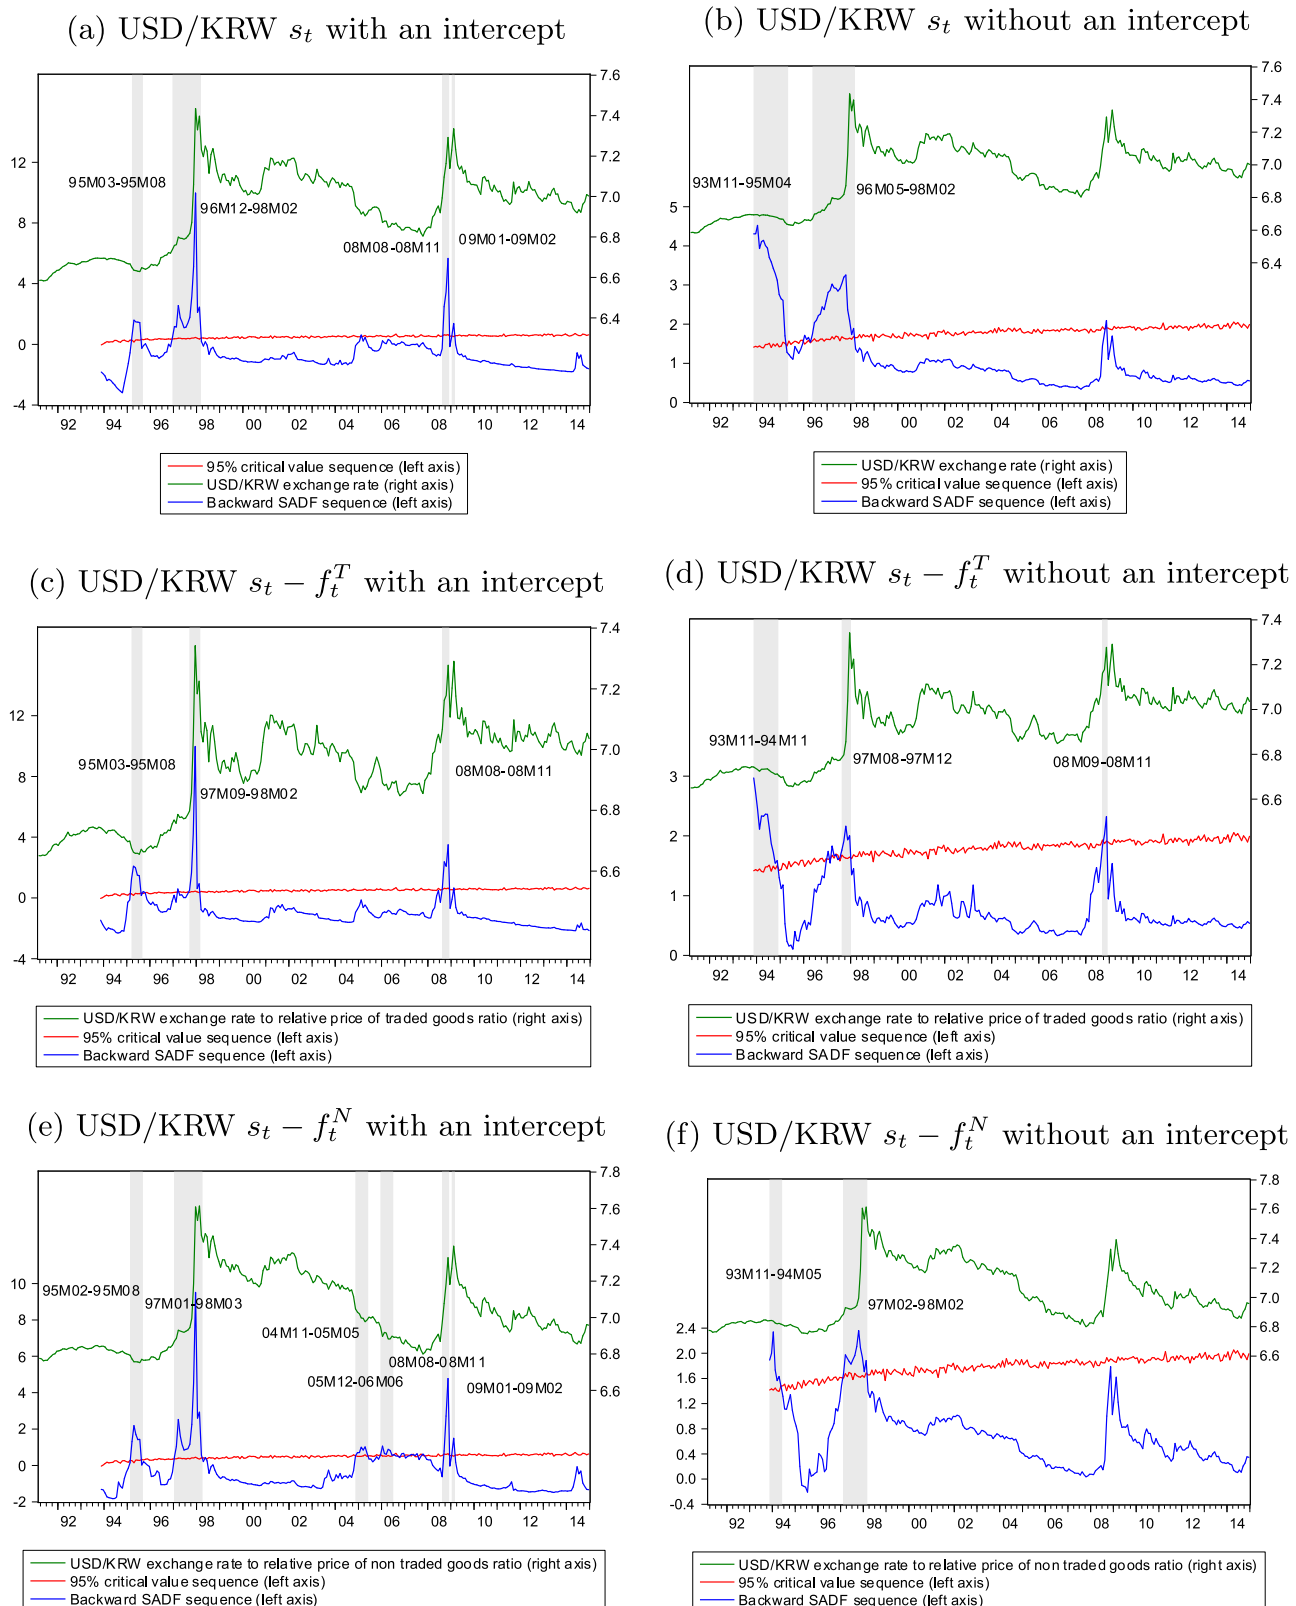 (a) USD/KRW s_t with an intercept
7.6
7.4
7.2
7.0
6.8
6.6
6.4
12
8
4
0
-4
95M03-95M08
96M12-98M02
08M08-08M11
09M01-09M02
92 94 96 98 00 02 04 06 08 10 12 14
95% critical value sequence (left axis)
USD/KRW exchange rate (right axis)
Backward SADF sequence (left axis)
(b) USD/KRW s_t without an intercept
7.6
7.4
7.2
7.0
6.8
6.6
6.4
5
4
3
2
1
0
93M11-95M04
96M05-98M02
92 94 96 98 00 02 04 06 08 10 12 14
USD/KRW exchange rate (right axis)
95% critical value sequence (left axis)
Backward SADF sequence (left axis)
(c) USD/KRW s_t − f_t^T with an intercept
7.4
7.2
7.0
6.8
6.6
12
8
4
0
-4
95M03-95M08
97M09-98M02
08M08-08M11
92 94 96 98 00 02 04 06 08 10 12 14
USD/KRW exchange rate to relative price of traded goods ratio (right axis)
95% critical value sequence (left axis)
Backward SADF sequence (left axis)
(d) USD/KRW s_t − f_t^T without an intercept
7.4
7.2
7.0
6.8
6.6
3
2
1
0
93M11-94M11
97M08-97M12
08M09-08M11
92 94 96 98 00 02 04 06 08 10 12 14
USD/KRW exchange rate to relative price of traded goods ratio (right axis)
95% critical value sequence (left axis)
Backward SADF sequence (left axis)
(e) USD/KRW s_t − f_t^N with an intercept
7.8
7.6
7.4
7.2
7.0
6.8
6.6
10
8
6
4
2
0
-2
95M02-95M08
97M01-98M03
04M11-05M05
05M12-06M06
08M08-08M11
09M01-09M02
92 94 96 98 00 02 04 06 08 10 12 14
USD/KRW exchange rate to relative price of non traded goods ratio (right axis)
95% critical value sequence (left axis)
Backward SADF sequence (left axis)
(f) USD/KRW s_t − f_t^N without an intercept
7.8
7.6
7.4
7.2
7.0
6.8
6.6
2.4
2.0
1.6
1.2
0.8
0.4
0.0
-0.4
93M11-94M05
97M02-98M02
92 94 96 98 00 02 04 06 08 10 12 14
USD/KRW exchange rate to relative price of non traded goods ratio (right axis)
95% critical value sequence (left axis)
Backward SADF sequence (left axis)